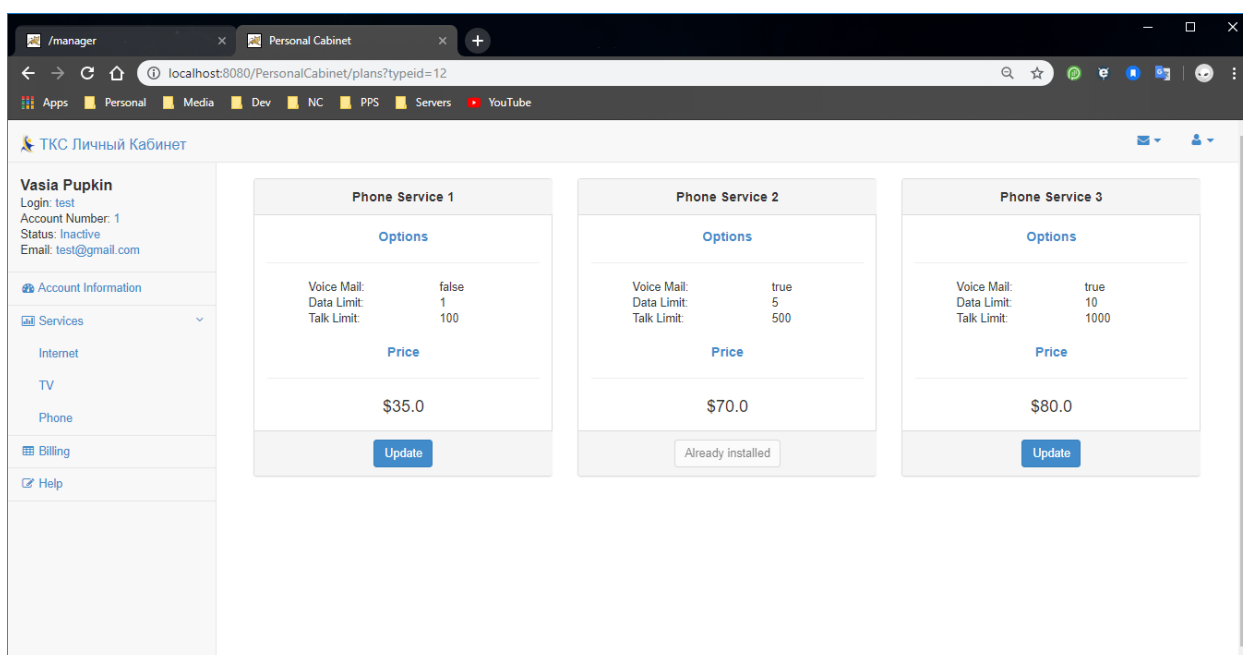 /manager
Personal Cabinet
localhost:8080/PersonalCabinet/plans?typeid=12
Apps Personal Media Dev NC PPS Servers YouTube
ТКС Личный Кабинет
Vasia Pupkin
Login: test
Account Number: 1
Status: Inactive
Email: test@gmail.com
Account Information
Services
Internet
TV
Phone
Billing
Help
Phone Service 1
Options
Voice Mail: false
Data Limit: 1
Talk Limit: 100
Price
$35.0
Update
Phone Service 2
Options
Voice Mail: true
Data Limit: 5
Talk Limit: 500
Price
$70.0
Already installed
Phone Service 3
Options
Voice Mail: true
Data Limit: 10
Talk Limit: 1000
Price
$80.0
Update